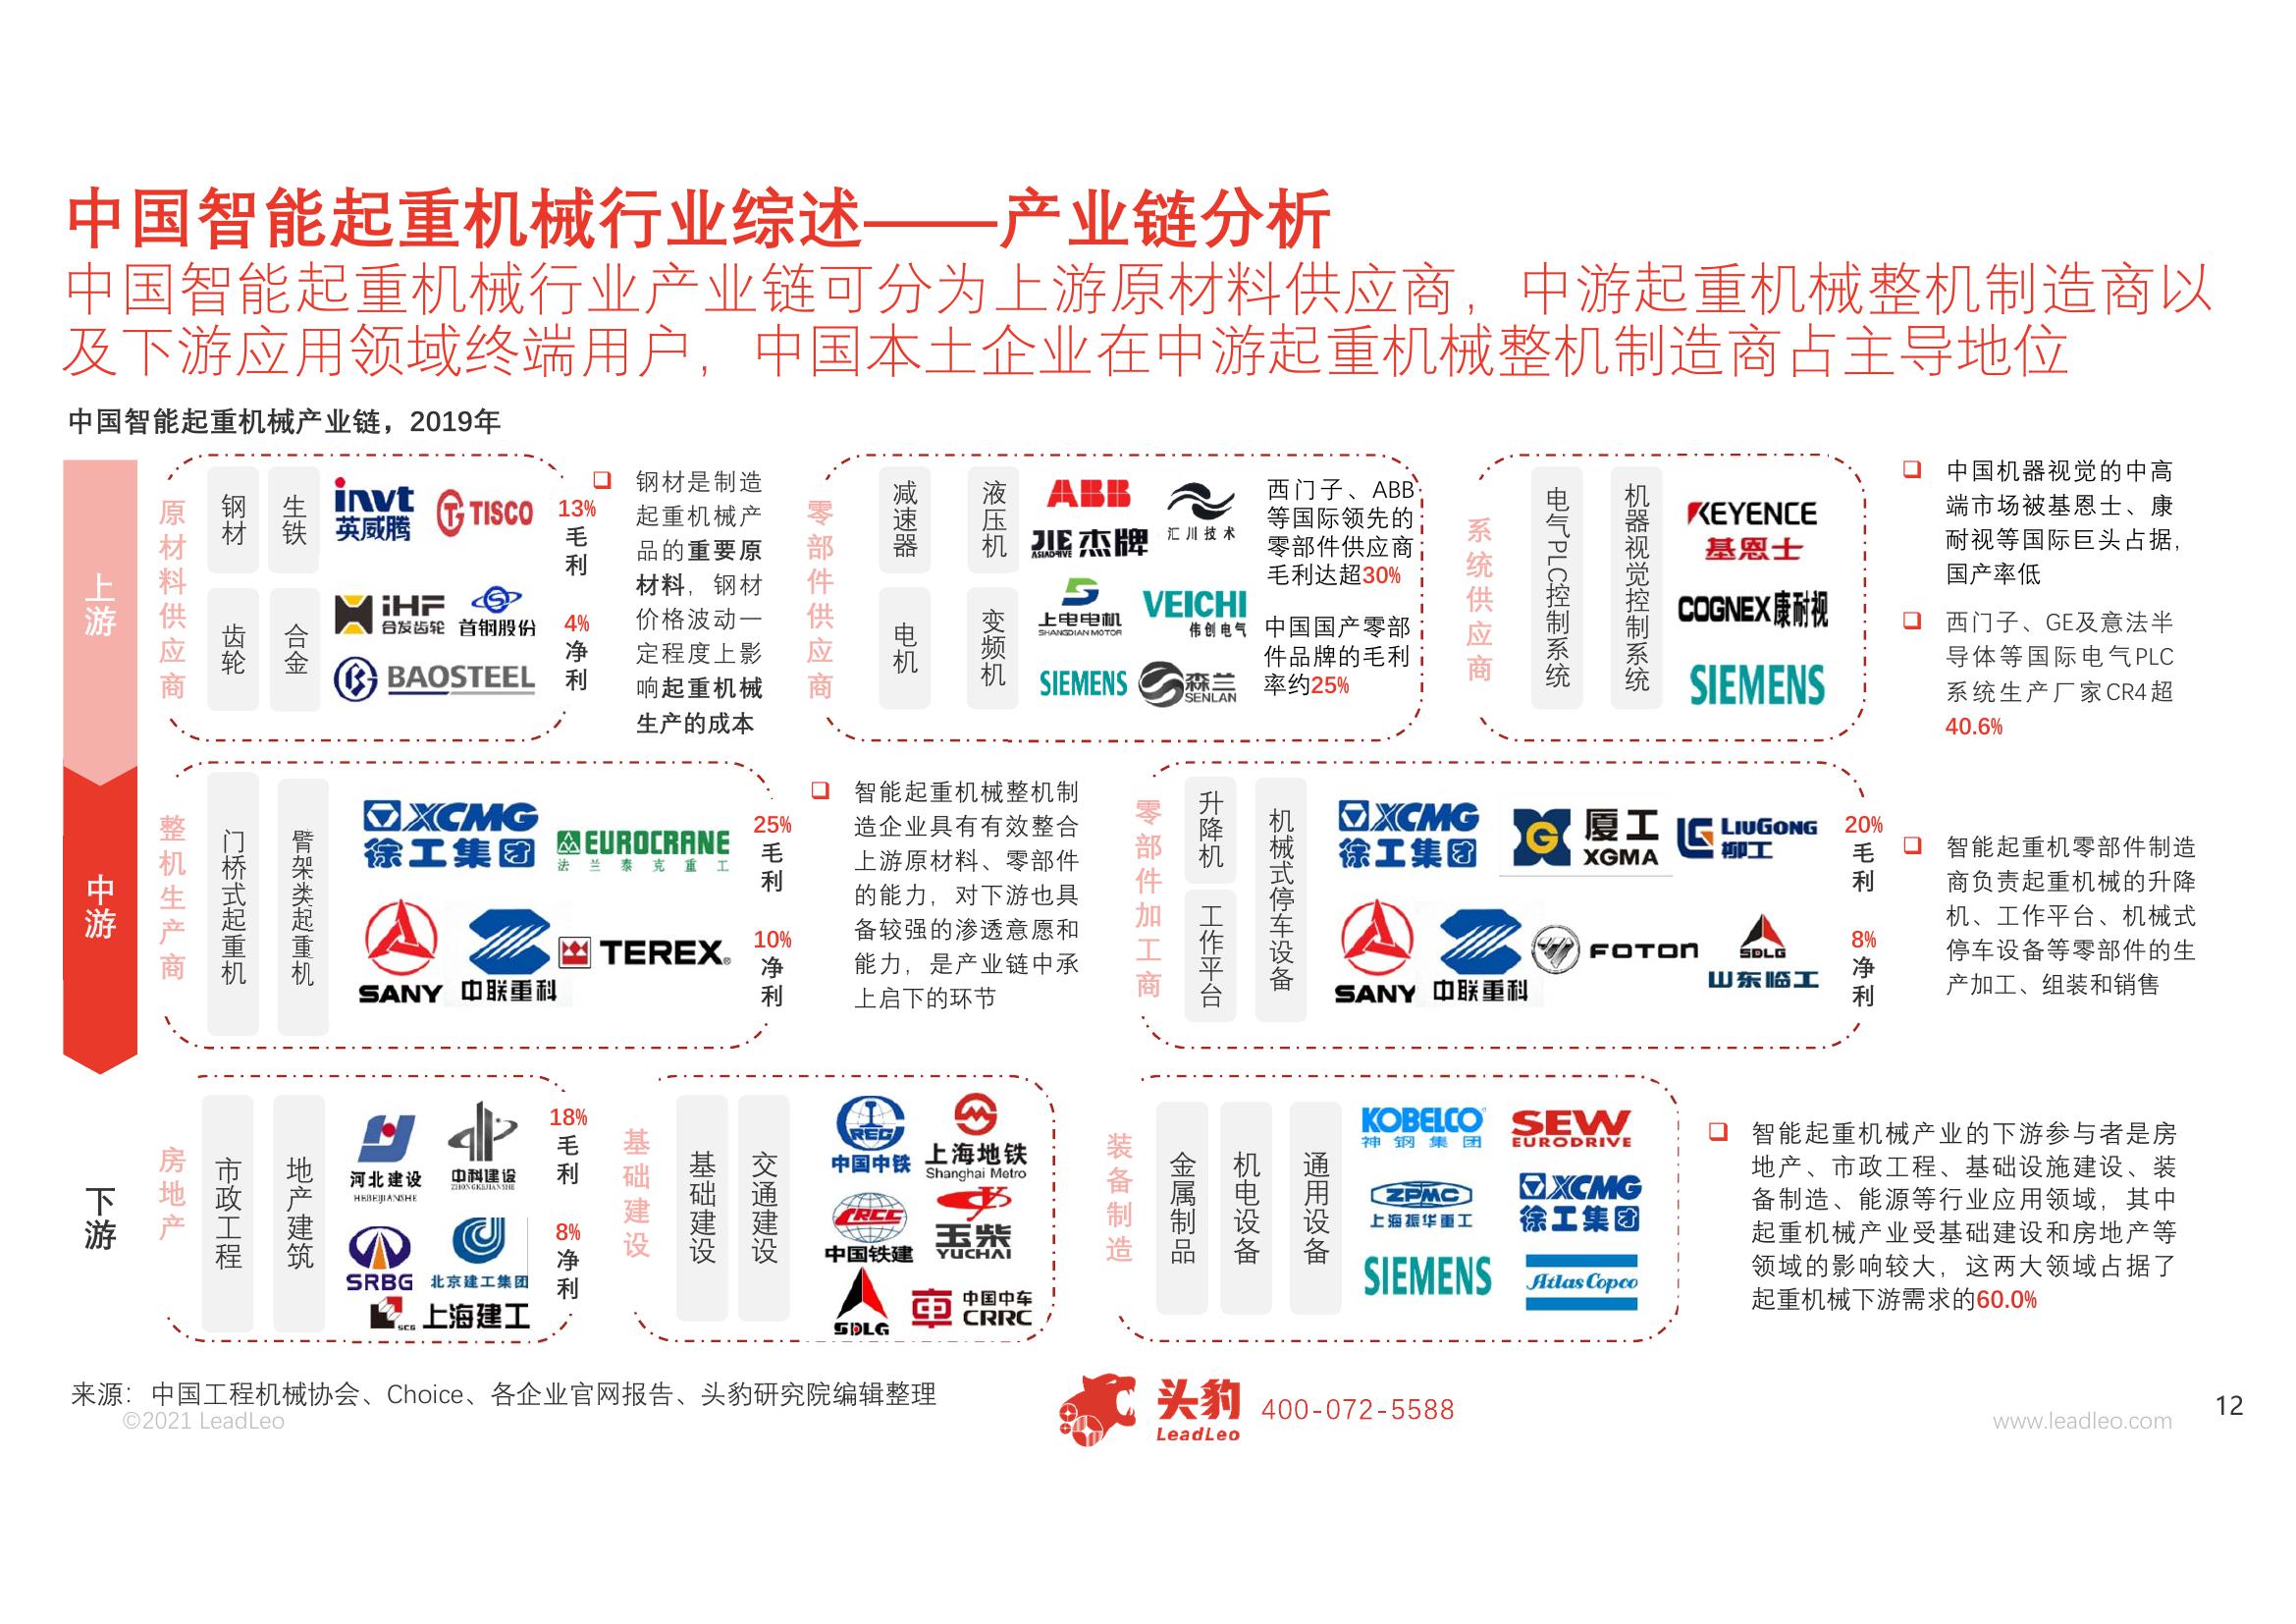 中国智能起重机械行业综述——产业链分析
中国智能起重机械行业产业链可分为上游原材料供应商，中游起重机械整机制造商以
及下游应用领域终端用户，中国本土企业在中游起重机械整机制造商占主导地位
中国智能起重机械产业链，2019年
上游
原材料供应商
钢材
生铁
齿轮
合金
invt
英威腾
TISCO
iHF
合发齿轮
首钢股份
BAOSTEEL
13%
毛利
4%
净利
钢材是制造
起重机械产
品的重要原
材料，钢材
价格波动一
定程度上影
响起重机械
生产的成本
零部件供应商
减速器
液压机
电机
变频机
ABB
汇川技术
JIE 杰牌
ASIADRIVE
上电电机
SHANGDIAN MOTOR
VEICHI
伟创电气
SIEMENS
森兰
SENLAN
西门子、ABB
等国际领先的
零部件供应商
毛利达超30%
中国国产零部
件品牌的毛利
率约25%
系统供应商
电气PLC控制系统
机器视觉控制系统
KEYENCE
基恩士
COGNEX康耐视
SIEMENS
中国机器视觉的中高
端市场被基恩士、康
耐视等国际巨头占据，
国产率低
西门子、GE及意法半
导体等国际电气PLC
系统生产厂家CR4超
40.6%
中游
整机生产商
门桥式起重机
臂架类起重机
XCMG
徐工集团
EUROCRANE
法兰泰克重工
SANY
中联重科
TEREX®
25%
毛利
10%
净利
智能起重机械整机制
造企业具有有效整合
上游原材料、零部件
的能力，对下游也具
备较强的渗透意愿和
能力，是产业链中承
上启下的环节
零部件加工商
升降机
工作平台
机械式停车设备
XCMG
徐工集团
厦工
XGMA
LIUGONG
柳工
SANY
中联重科
FOTON
SDLG
山东临工
20%
毛利
8%
净利
智能起重机零部件制造
商负责起重机械的升降
机、工作平台、机械式
停车设备等零部件的生
产加工、组装和销售
下游
房地产
市政工程
地产建筑
河北建设
HEBEIJIANSHE
中科建设
ZHONGKEJIANSHE
SRBG
北京建工集团
SCG
上海建工
18%
毛利
8%
净利
基础建设
基础建设
交通建设
REC
中国中铁
上海地铁
Shanghai Metro
CRCC
中国铁建
玉柴
YUCHAI
SDLG
中国中车
CRRC
装备制造
金属制品
机电设备
通用设备
KOBELCO
神钢集团
SEW
EURODRIVE
ZPMC
上海振华重工
XCMG
徐工集团
SIEMENS
Atlas Copco
智能起重机械产业的下游参与者是房
地产、市政工程、基础设施建设、装
备制造、能源等行业应用领域，其中
起重机械产业受基础建设和房地产等
领域的影响较大，这两大领域占据了
起重机械下游需求的60.0%
来源：中国工程机械协会、Choice、各企业官网报告、头豹研究院编辑整理
©2021 LeadLeo
头豹
LeadLeo
400-072-5588
www.leadleo.com
12